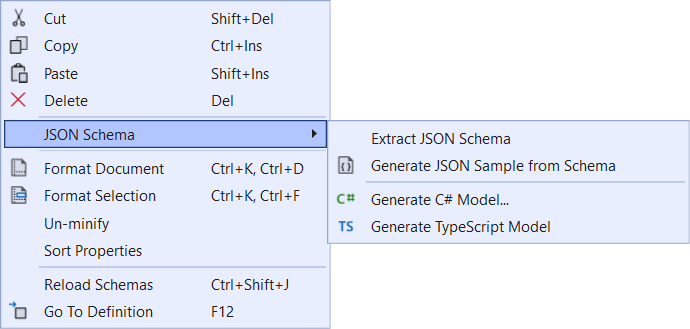 Cut Shift+Del
Copy Ctrl+Ins
Paste Shift+Ins
Delete Del
JSON Schema
Extract JSON Schema
Format Document Ctrl+K, Ctrl+D
{} Generate JSON Sample from Schema
Format Selection Ctrl+K, Ctrl+F
C# Generate C# Model...
Un-minify
TS Generate TypeScript Model
Sort Properties
Reload Schemas Ctrl+Shift+J
Go To Definition F12